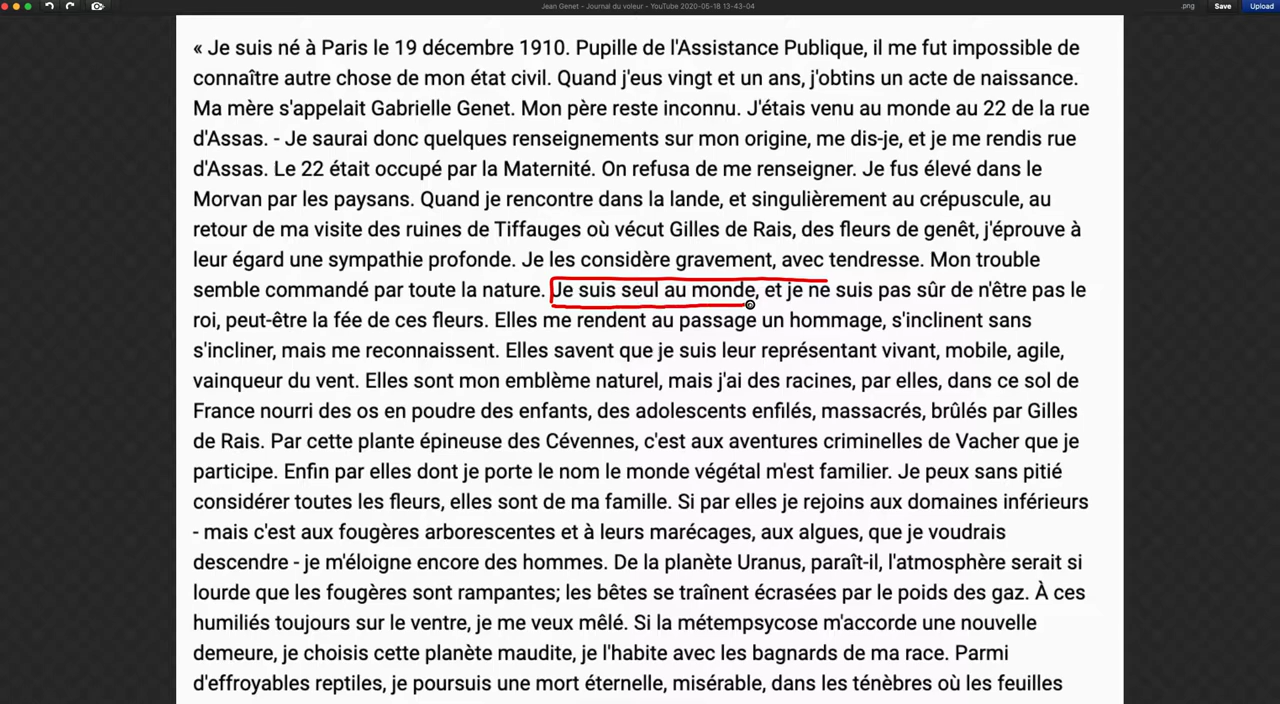 Jean Genet - Journal du voleur - YouTube 2020-05-18 13-43-04
.png
Save
Upload
« Je suis né à Paris le 19 décembre 1910. Pupille de l'Assistance Publique, il me fut impossible de
connaître autre chose de mon état civil. Quand j'eus vingt et un ans, j'obtins un acte de naissance.
Ma mère s'appelait Gabrielle Genet. Mon père reste inconnu. J'étais venu au monde au 22 de la rue
d'Assas. - Je saurai donc quelques renseignements sur mon origine, me dis-je, et je me rendis rue
d'Assas. Le 22 était occupé par la Maternité. On refusa de me renseigner. Je fus élevé dans le
Morvan par les paysans. Quand je rencontre dans la lande, et singulièrement au crépuscule, au
retour de ma visite des ruines de Tiffauges où vécut Gilles de Rais, des fleurs de genêt, j'éprouve à
leur égard une sympathie profonde. Je les considère gravement, avec tendresse. Mon trouble
semble commandé par toute la nature. Je suis seul au monde, et je ne suis pas sûr de n'être pas le
roi, peut-être la fée de ces fleurs. Elles me rendent au passage un hommage, s'inclinent sans
s'incliner, mais me reconnaissent. Elles savent que je suis leur représentant vivant, mobile, agile,
vainqueur du vent. Elles sont mon emblème naturel, mais j'ai des racines, par elles, dans ce sol de
France nourri des os en poudre des enfants, des adolescents enfilés, massacrés, brûlés par Gilles
de Rais. Par cette plante épineuse des Cévennes, c'est aux aventures criminelles de Vacher que je
participe. Enfin par elles dont je porte le nom le monde végétal m'est familier. Je peux sans pitié
considérer toutes les fleurs, elles sont de ma famille. Si par elles je rejoins aux domaines inférieurs
- mais c'est aux fougères arborescentes et à leurs marécages, aux algues, que je voudrais
descendre - je m'éloigne encore des hommes. De la planète Uranus, paraît-il, l'atmosphère serait si
lourde que les fougères sont rampantes; les bêtes se traînent écrasées par le poids des gaz. À ces
humiliés toujours sur le ventre, je me veux mêlé. Si la métempsycose m'accorde une nouvelle
demeure, je choisis cette planète maudite, je l'habite avec les bagnards de ma race. Parmi
d'effroyables reptiles, je poursuis une mort éternelle, misérable, dans les ténèbres où les feuilles